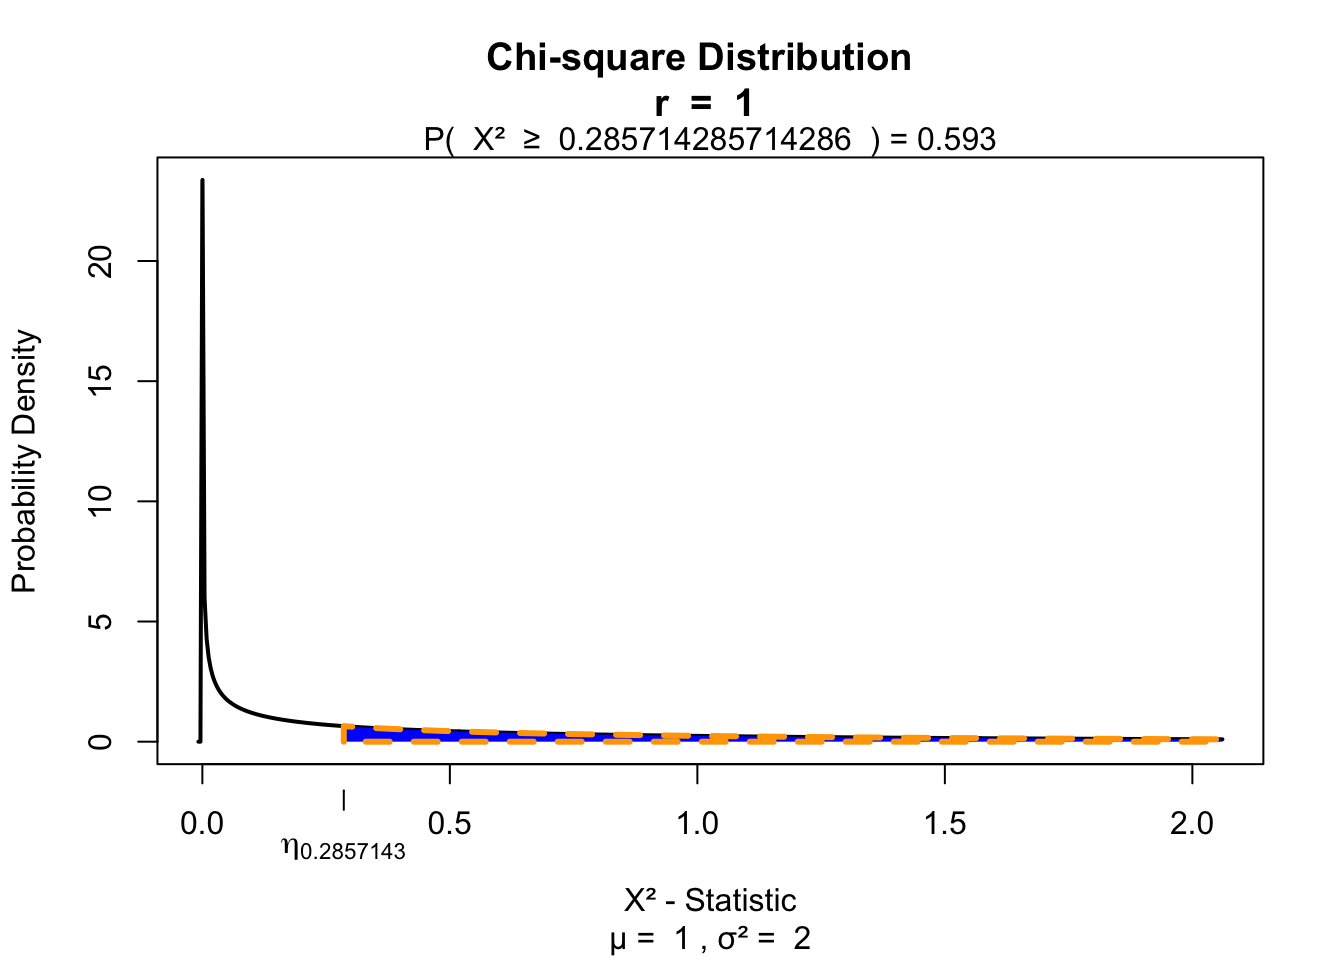 Chi-square Distribution
r = 1
P( X² ≥ 0.285714285714286 ) = 0.593
Probability Density
20
15
10
5
0
0.0 0.5 1.0 1.5 2.0
η0.2857143
X² - Statistic
μ = 1 , σ² = 2